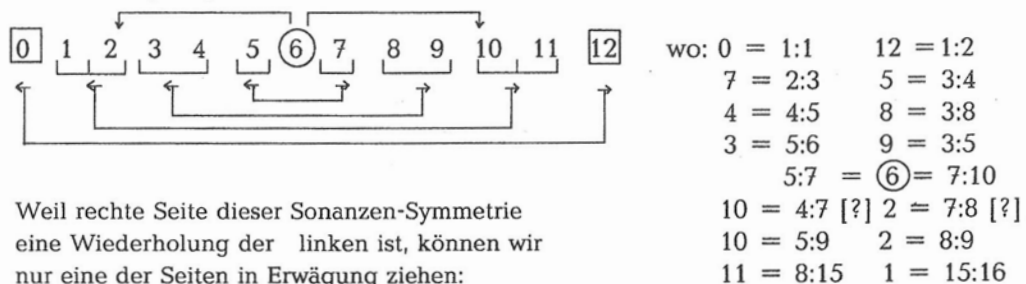 0 1 2 3 4 5 6 7 8 9 10 11 12
Weil rechte Seite dieser Sonanzen-Symmetrie
eine Wiederholung der linken ist, können wir
nur eine der Seiten in Erwägung ziehen:
wo: 0 = 1:1 12 = 1:2
7 = 2:3 5 = 3:4
4 = 4:5 8 = 3:8
3 = 5:6 9 = 3:5
5:7 = 6 = 7:10
10 = 4:7 [?] 2 = 7:8 [?]
10 = 5:9 2 = 8:9
11 = 8:15 1 = 15:16